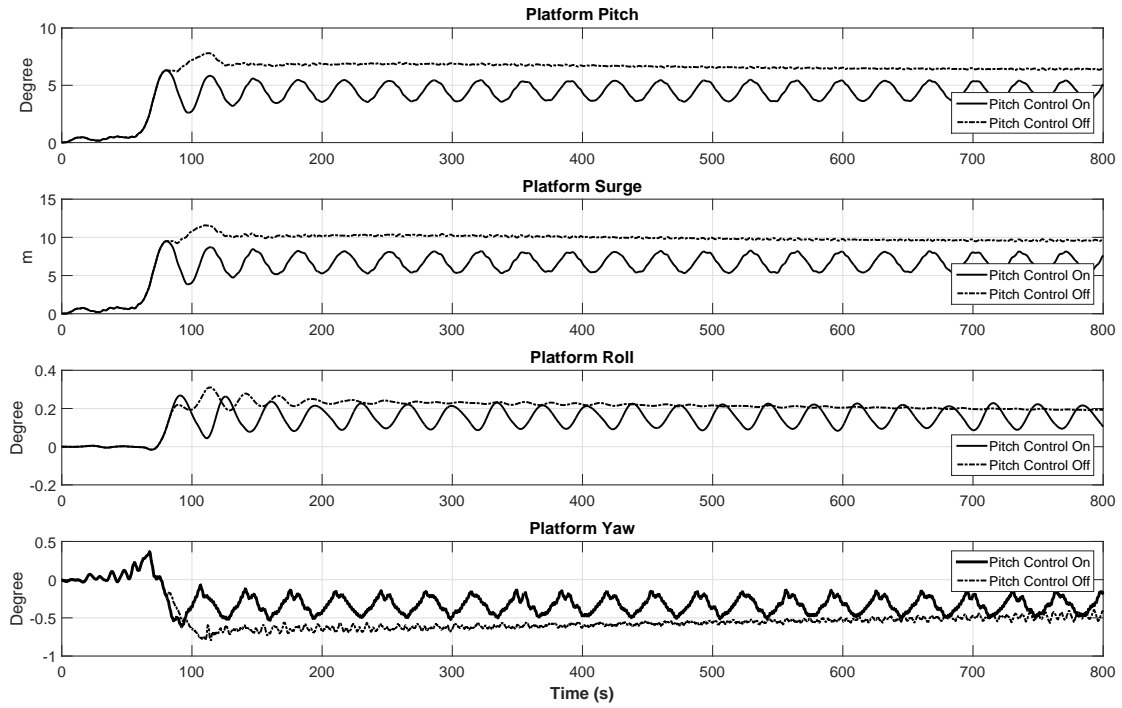 Platform Pitch
10
5
0
Degree
Pitch Control On
Pitch Control Off
0 100 200 300 400 500 600 700 800
Platform Surge
15
10
5
0
m
Pitch Control On
Pitch Control Off
0 100 200 300 400 500 600 700 800
Platform Roll
0.4
0.2
0
-0.2
Degree
Pitch Control On
Pitch Control Off
0 100 200 300 400 500 600 700 800
Platform Yaw
0.5
0
-0.5
-1
Degree
Pitch Control On
Pitch Control Off
0 100 200 300 400 500 600 700 800
Time (s)